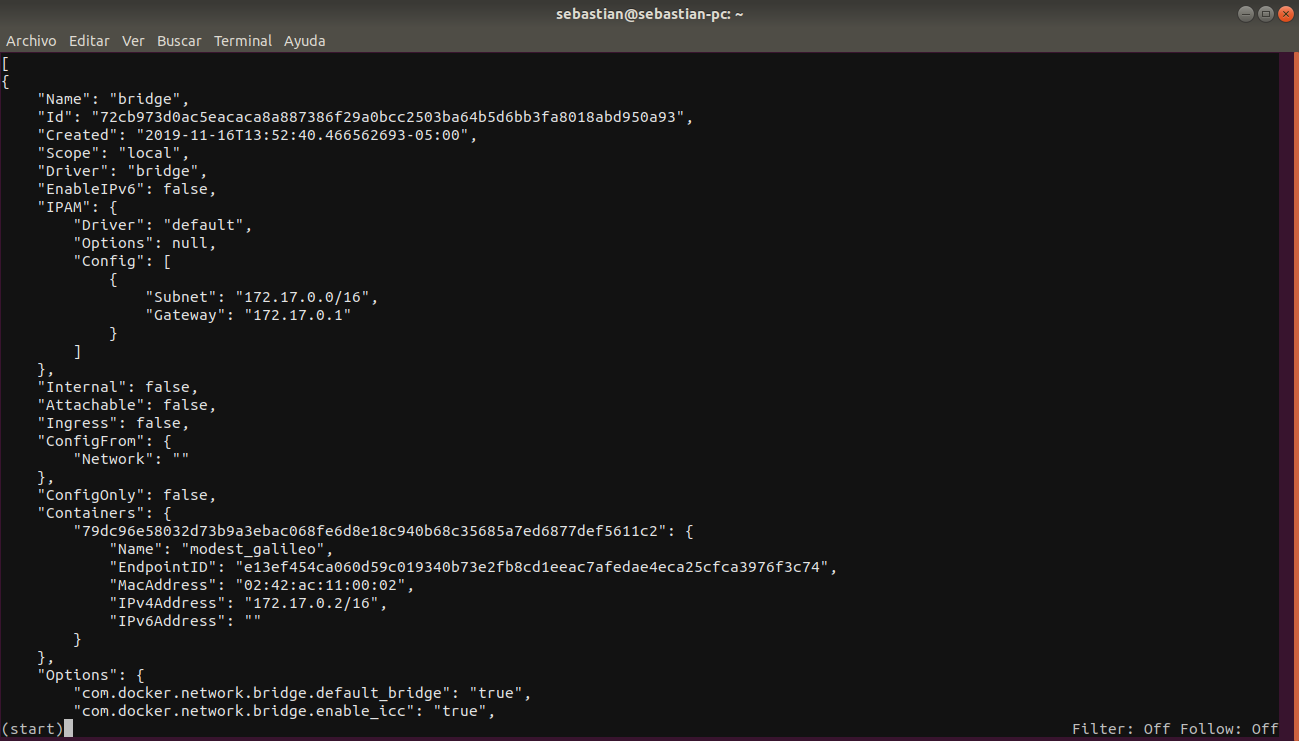 sebastian@sebastian-pc: ~
Archivo Editar Ver Buscar Terminal Ayuda
[
{
    "Name": "bridge",
    "Id": "72cb973d0ac5eacaca8a887386f29a0bcc2503ba64b5d6bb3fa8018abd950a93",
    "Created": "2019-11-16T13:52:40.466562693-05:00",
    "Scope": "local",
    "Driver": "bridge",
    "EnableIPv6": false,
    "IPAM": {
        "Driver": "default",
        "Options": null,
        "Config": [
            {
                "Subnet": "172.17.0.0/16",
                "Gateway": "172.17.0.1"
            }
        ]
    },
    "Internal": false,
    "Attachable": false,
    "Ingress": false,
    "ConfigFrom": {
        "Network": ""
    },
    "ConfigOnly": false,
    "Containers": {
        "79dc96e58032d73b9a3ebac068fe6d8e18c940b68c35685a7ed6877def5611c2": {
            "Name": "modest_galileo",
            "EndpointID": "e13ef454ca060d59c019340b73e2fb8cd1eeac7afedae4eca25cfca3976f3c74",
            "MacAddress": "02:42:ac:11:00:02",
            "IPv4Address": "172.17.0.2/16",
            "IPv6Address": ""
        }
    },
    "Options": {
        "com.docker.network.bridge.default_bridge": "true",
        "com.docker.network.bridge.enable_icc": "true",
(start) Filter: Off Follow: Off